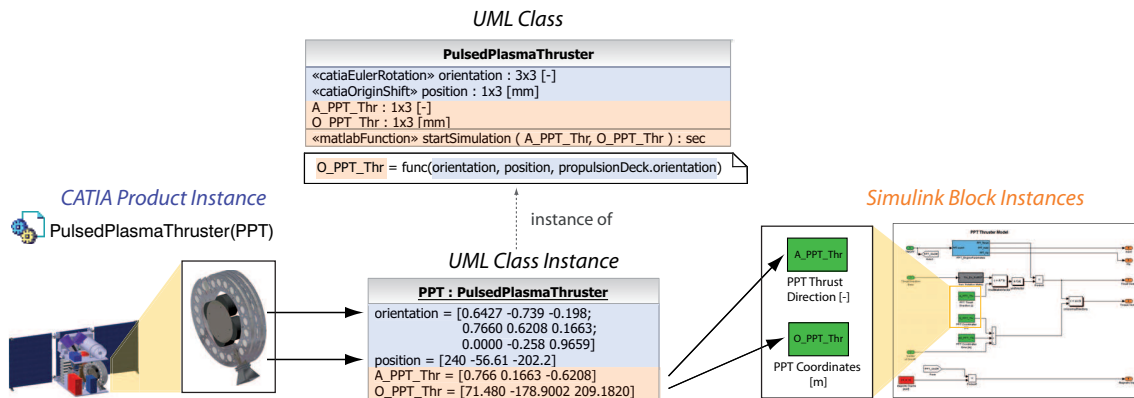 UML Class
PulsedPlasmaThruster
«catiaEulerRotation» orientation : 3x3 [-]
«catiaOriginShift» position : 1x3 [mm]
A_PPT_Thr : 1x3 [-]
O_PPT_Thr : 1x3 [mm]
«matlabFunction» startSimulation ( A_PPT_Thr, O_PPT_Thr ) : sec
O_PPT_Thr = func(orientation, position, propulsionDeck.orientation)
CATIA Product Instance
PulsedPlasmaThruster(PPT)
instance of
UML Class Instance
PPT : PulsedPlasmaThruster
orientation = [0.6427 -0.739 -0.198;
0.7660 0.6208 0.1663;
0.0000 -0.258 0.9659]
position = [240 -56.61 -202.2]
A_PPT_Thr = [0.766 0.1663 -0.6208]
O_PPT_Thr = [71.480 -178.9002 209.1820]
Simulink Block Instances
A_PPT_Thr
PPT Thrust
Direction [-]
O_PPT_Thr
PPT Coordinates
[m]
PPT Thruster Model